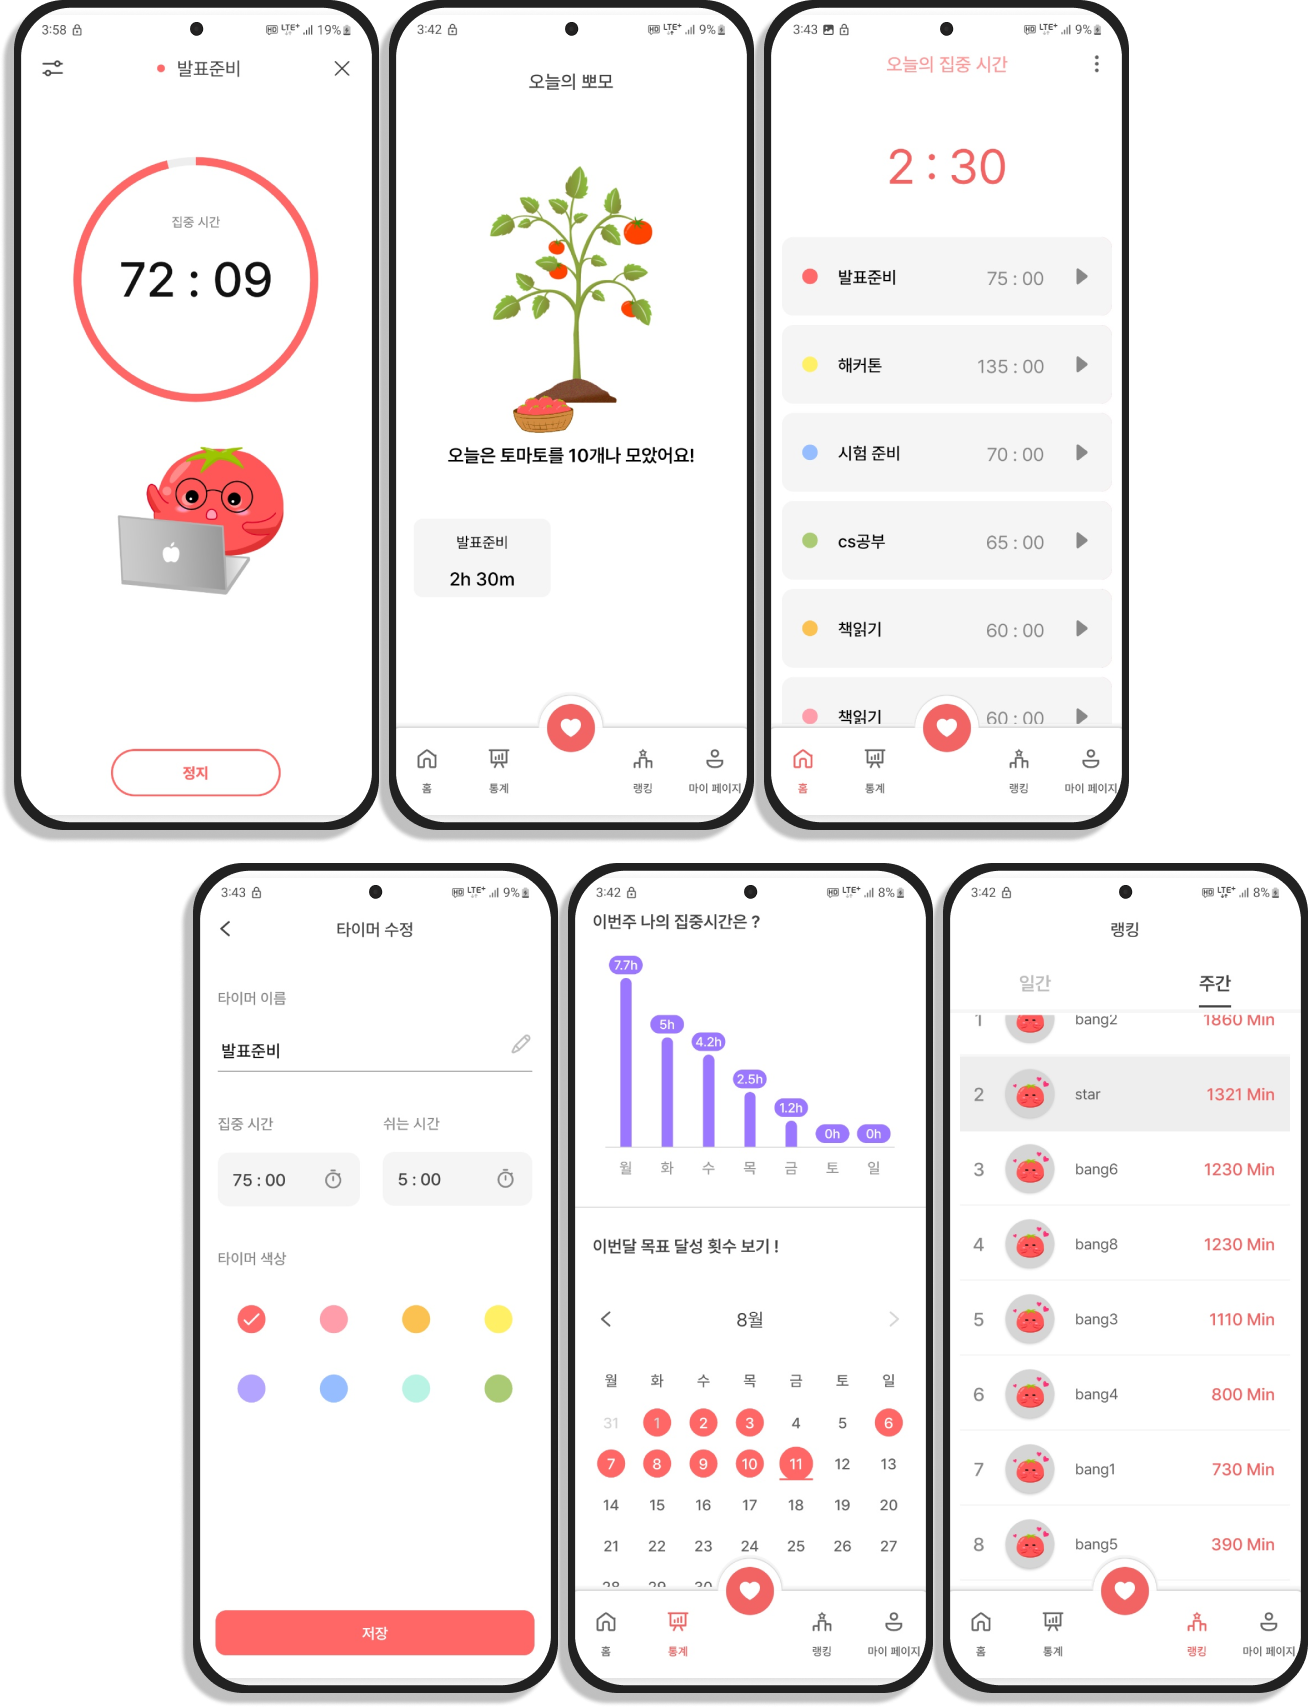 3:58
LTE+
19%
발표준비
집중 시간
72 : 09
정지
3:42
LTE+
9%
오늘의 뽀모
오늘은 토마토를 10개나 모았어요!
발표준비
2h 30m
홈
통계
랭킹
마이 페이지
3:43
LTE+
9%
오늘의 집중 시간
2 : 30
발표준비 75 : 00
해커톤 135 : 00
시험 준비 70 : 00
cs공부 65 : 00
책읽기 60 : 00
책읽기 60 : 00
홈
통계
랭킹
마이 페이지
3:43
LTE+
9%
타이머 수정
타이머 이름
발표준비
집중 시간 쉬는 시간
75 : 00 5 : 00
타이머 색상
저장
3:42
LTE+
8%
이번주 나의 집중시간은 ?
7.7h
5h
4.2h
2.5h
1.2h
0h 0h
월 화 수 목 금 토 일
이번달 목표 달성 횟수 보기 !
8월
월 화 수 목 금 토 일
31 1 2 3 4 5 6
7 8 9 10 11 12 13
14 15 16 17 18 19 20
21 22 23 24 25 26 27
28 29 30
홈
통계
랭킹
마이 페이지
3:42
LTE+
8%
랭킹
일간 주간
1 bang2 1860 Min
2 star 1321 Min
3 bang6 1230 Min
4 bang8 1230 Min
5 bang3 1110 Min
6 bang4 800 Min
7 bang1 730 Min
8 bang5 390 Min
홈
통계
랭킹
마이 페이지